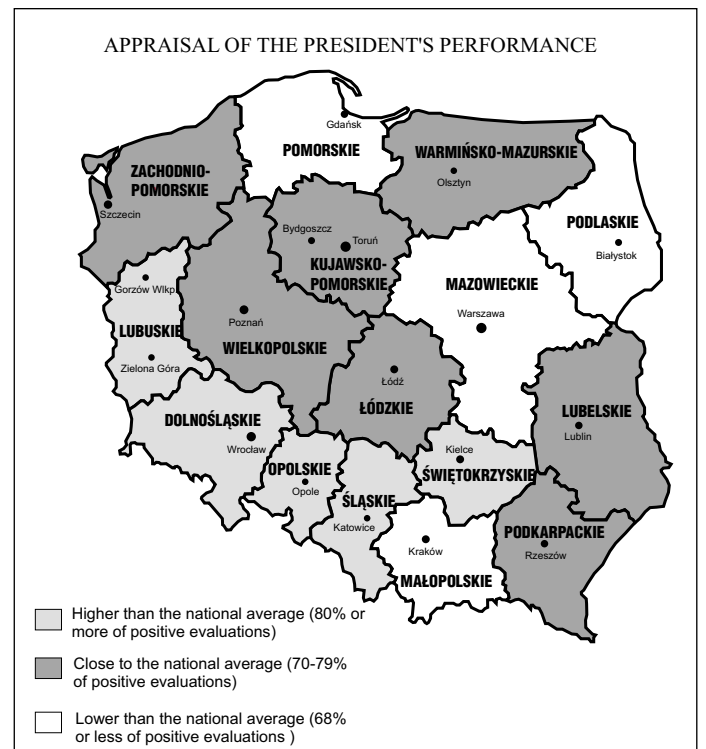 APPRAISAL OF THE PRESIDENT'S PERFORMANCE
Gdańsk
POMORSKIE
WARMIŃSKO-MAZURSKIE
Olsztyn
ZACHODNIO-
POMORSKIE
Szczecin
PODLASKIE
Białystok
Bydgoszcz
Toruń
KUJAWSKO-
POMORSKIE
MAZOWIECKIE
Warszawa
Gorzów Wlkp.
LUBUSKIE
Zielona Góra
Poznań
WIELKOPOLSKIE
Łódź
ŁÓDZKIE
LUBELSKIE
Lublin
DOLNOŚLĄSKIE
Wrocław
OPOLSKIE
Opole
Kielce
ŚWIĘTOKRZYSKIE
ŚLĄSKIE
Katowice
PODKARPACKIE
Rzeszów
Kraków
MAŁOPOLSKIE
Higher than the national average (80% or
more of positive evaluations)
Close to the national average (70-79%
of positive evaluations)
Lower than the national average (68%
or less of positive evaluations )